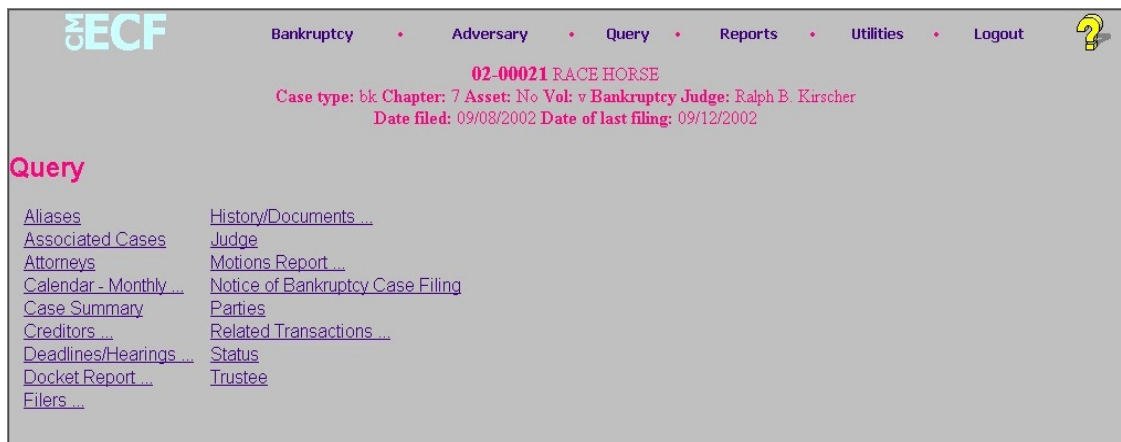 CM ECF
Bankruptcy • Adversary • Query • Reports • Utilities • Logout ?
02-00021 RACE HORSE
Case type: bk Chapter: 7 Asset: No Vol: v Bankruptcy Judge: Ralph B. Kirscher
Date filed: 09/08/2002 Date of last filing: 09/12/2002
Query
Aliases
Associated Cases
Attorneys
Calendar - Monthly ...
Case Summary
Creditors ...
Deadlines/Hearings ...
Docket Report ...
Filers ...
History/Documents ...
Judge
Motions Report ...
Notice of Bankruptcy Case Filing
Parties
Related Transactions ...
Status
Trustee